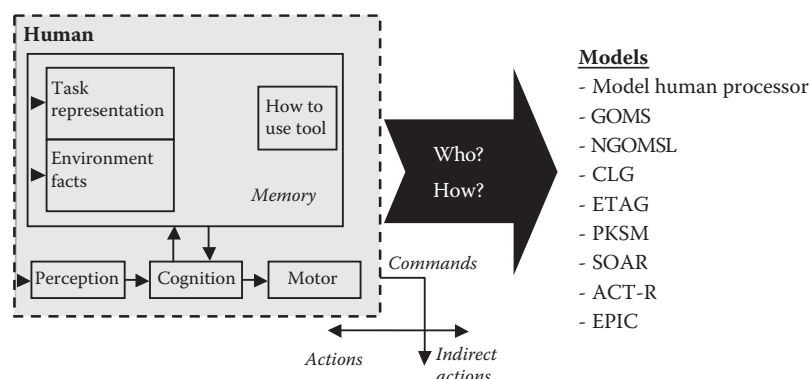 Human
Task
representation
Environment
facts
How to
use tool
Memory
Perception
Cognition
Motor
Commands
Actions
Indirect
actions
Who?
How?
Models
- Model human processor
- GOMS
- NGOMSL
- CLG
- ETAG
- PKSM
- SOAR
- ACT-R
- EPIC